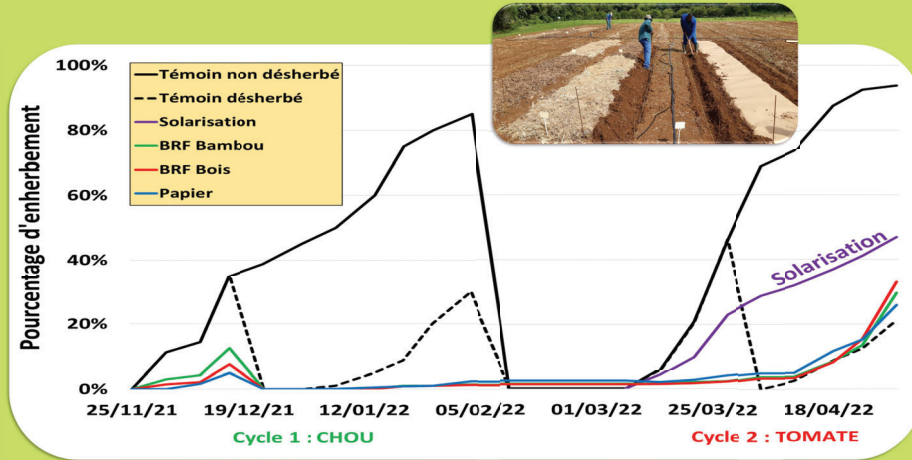 Pourcentage d'enherbement
100%
80%
60%
40%
20%
0%
Témoin non désherbé
Témoin désherbé
Solarisation
BRF Bambou
BRF Bois
Papier
Solarisation
25/11/21 19/12/21 12/01/22 05/02/22 01/03/22 25/03/22 18/04/22
Cycle 1 : CHOU Cycle 2 : TOMATE